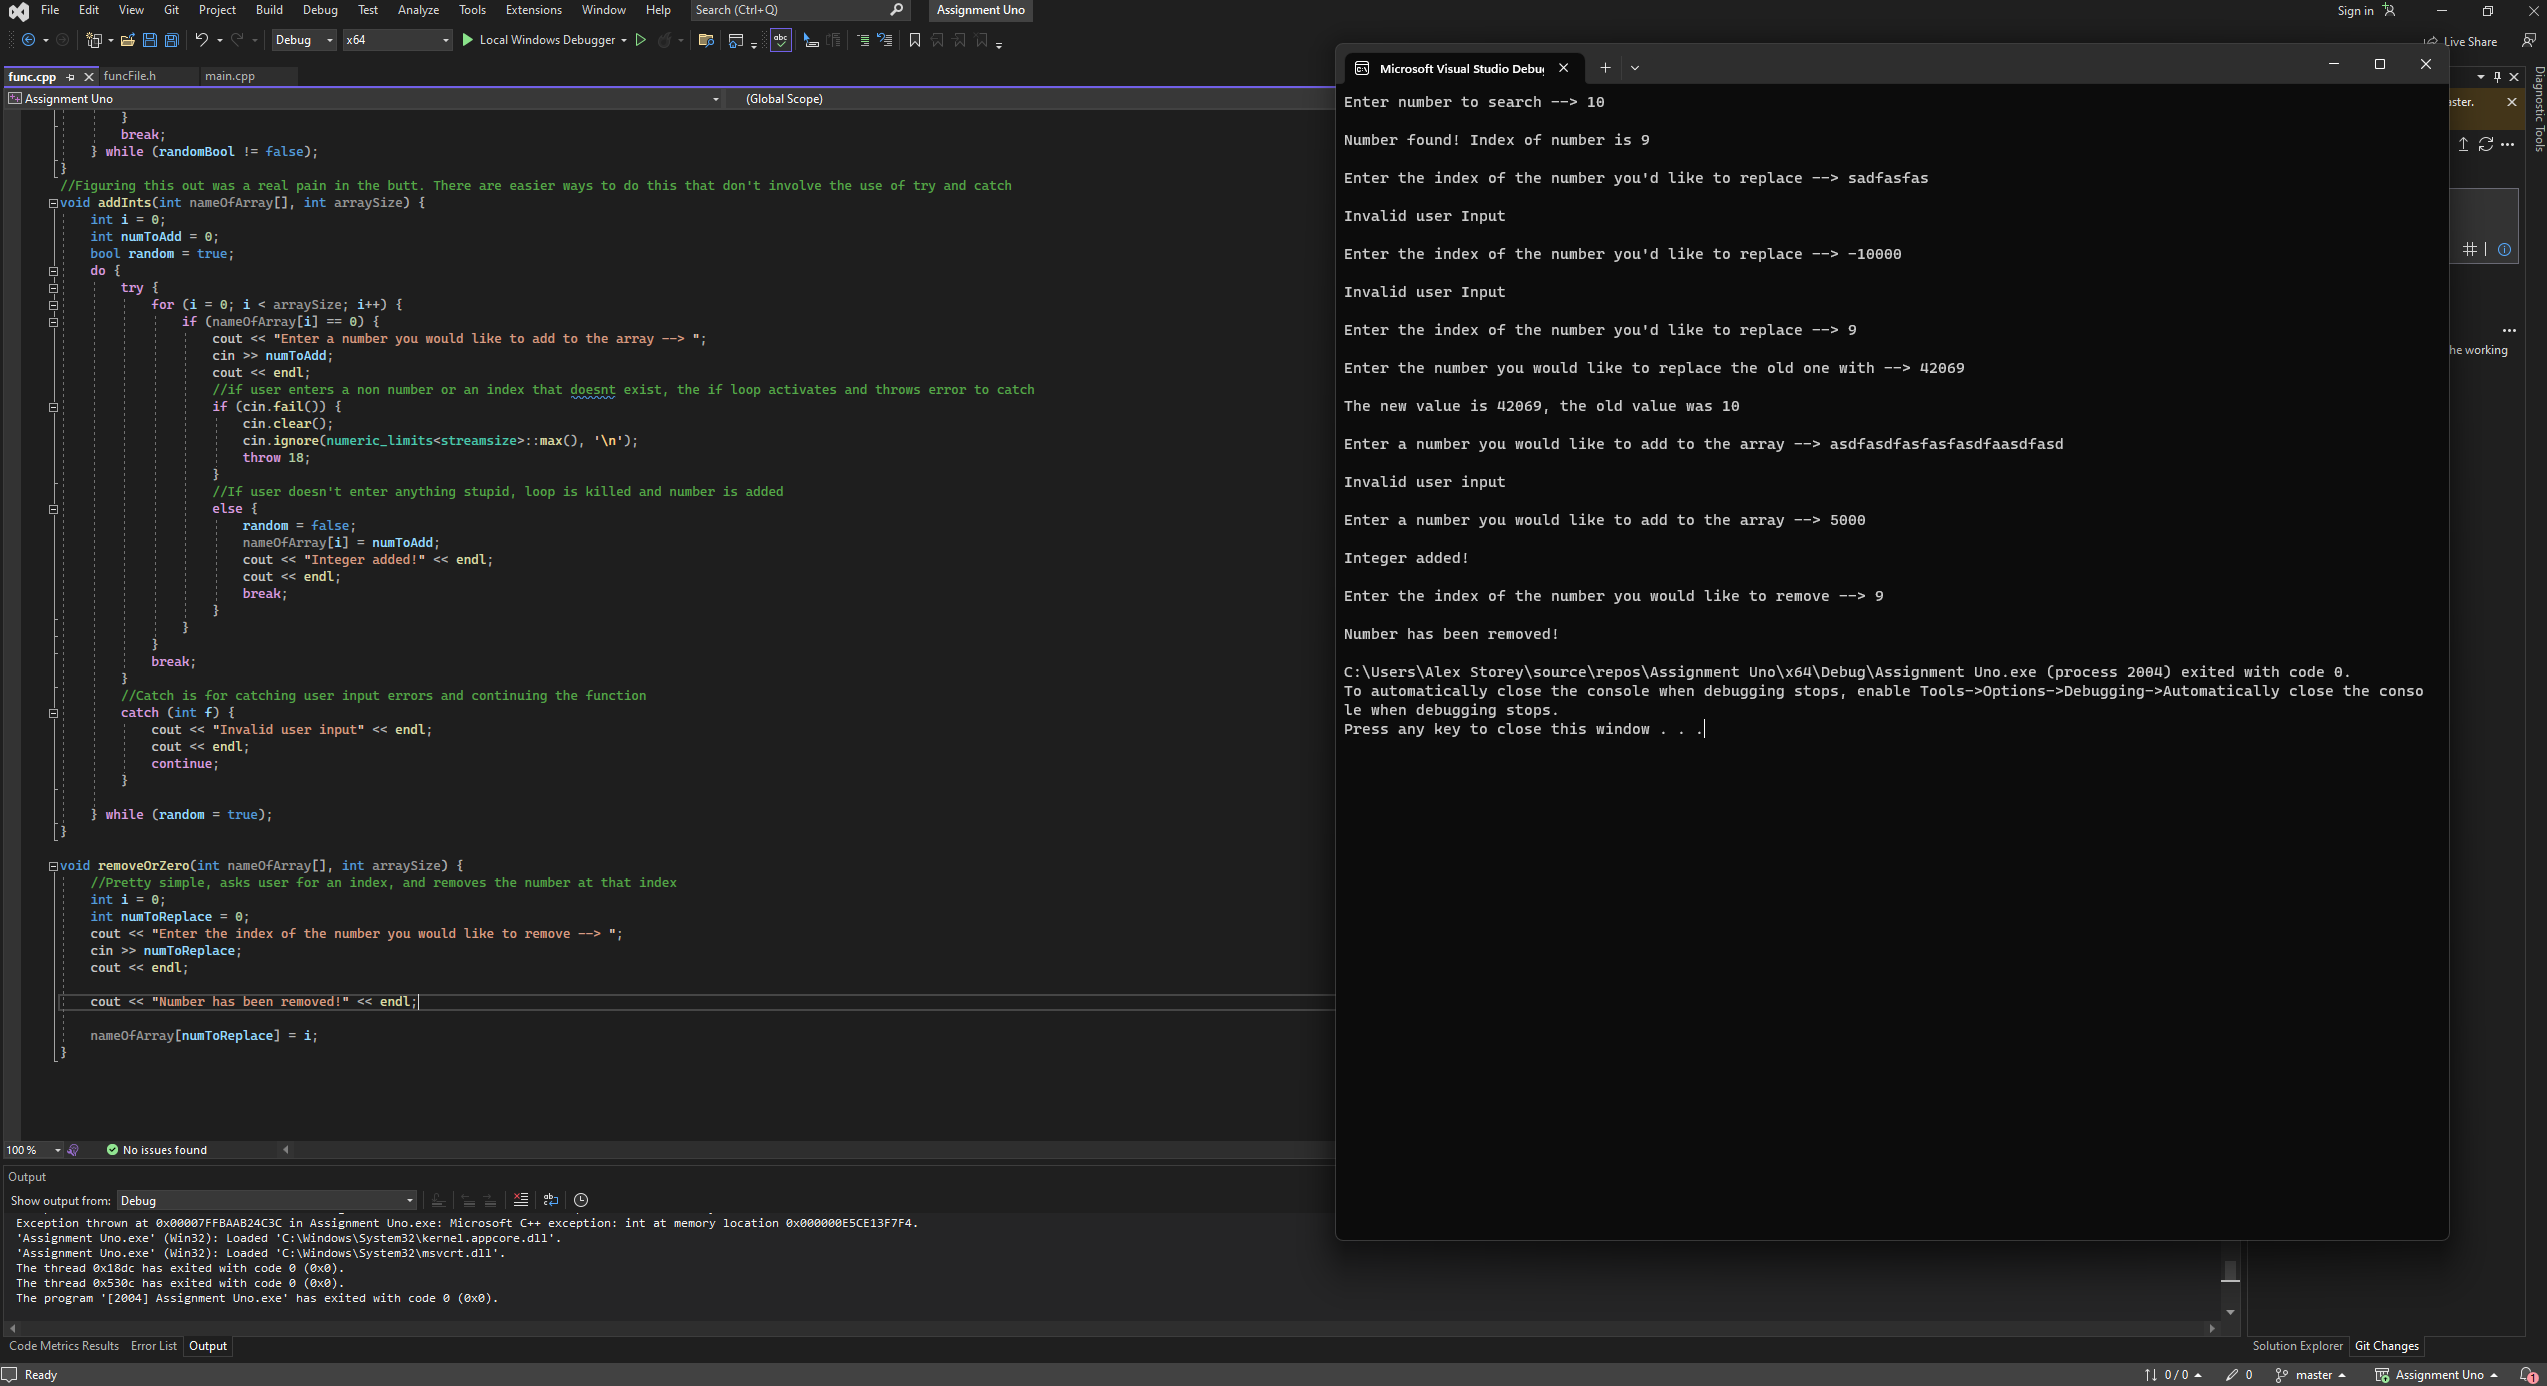 File Edit View Git Project Build Debug Test Analyze Tools Extensions Window Help Search (Ctrl+Q) Assignment Uno Sign in
Debug x64 Local Windows Debugger Live Share
func.cpp funcFile.h main.cpp
Assignment Uno (Global Scope)
}
break;
} while (randomBool != false);
}
//Figuring this out was a real pain in the butt. There are easier ways to do this that don't involve the use of try and catch
void addInts(int nameOfArray[], int arraySize) {
int i = 0;
int numToAdd = 0;
bool random = true;
do {
try {
for (i = 0; i < arraySize; i++) {
if (nameOfArray[i] == 0) {
cout << "Enter a number you would like to add to the array --> ";
cin >> numToAdd;
cout << endl;
//if user enters a non number or an index that doesnt exist, the if loop activates and throws error to catch
if (cin.fail()) {
cin.clear();
cin.ignore(numeric_limits<streamsize>::max(), '\n');
throw 18;
}
//If user doesn't enter anything stupid, loop is killed and number is added
else {
random = false;
nameOfArray[i] = numToAdd;
cout << "Integer added!" << endl;
cout << endl;
break;
}
}
}
break;
}
//Catch is for catching user input errors and continuing the function
catch (int f) {
cout << "Invalid user input" << endl;
cout << endl;
continue;
}
} while (random = true);
}
void removeOrZero(int nameOfArray[], int arraySize) {
//Pretty simple, asks user for an index, and removes the number at that index
int i = 0;
int numToReplace = 0;
cout << "Enter the index of the number you would like to remove --> ";
cin >> numToReplace;
cout << endl;
cout << "Number has been removed!" << endl;
nameOfArray[numToReplace] = i;
}
100 % No issues found
Output
Show output from: Debug
Exception thrown at 0x00007FFBAAB24C3C in Assignment Uno.exe: Microsoft C++ exception: int at memory location 0x000000E5CE13F7F4.
'Assignment Uno.exe' (Win32): Loaded 'C:\Windows\System32\kernel.appcore.dll'.
'Assignment Uno.exe' (Win32): Loaded 'C:\Windows\System32\msvcrt.dll'.
The thread 0x18dc has exited with code 0 (0x0).
The thread 0x530c has exited with code 0 (0x0).
The program '[2004] Assignment Uno.exe' has exited with code 0 (0x0).
Code Metrics Results Error List Output
Microsoft Visual Studio Debug
Enter number to search --> 10
Number found! Index of number is 9
Enter the index of the number you'd like to replace --> sadfasfas
Invalid user Input
Enter the index of the number you'd like to replace --> -10000
Invalid user Input
Enter the index of the number you'd like to replace --> 9
Enter the number you would like to replace the old one with --> 42069
The new value is 42069, the old value was 10
Enter a number you would like to add to the array --> asdfasdfasfasfasdfaasdfasd
Invalid user input
Enter a number you would like to add to the array --> 5000
Integer added!
Enter the index of the number you would like to remove --> 9
Number has been removed!
C:\Users\Alex Storey\source\repos\Assignment Uno\x64\Debug\Assignment Uno.exe (process 2004) exited with code 0.
To automatically close the console when debugging stops, enable Tools->Options->Debugging->Automatically close the conso
le when debugging stops.
Press any key to close this window . . .
Diagnostic Tools
he working
Solution Explorer Git Changes
Ready 0 / 0 0 master Assignment Uno 1